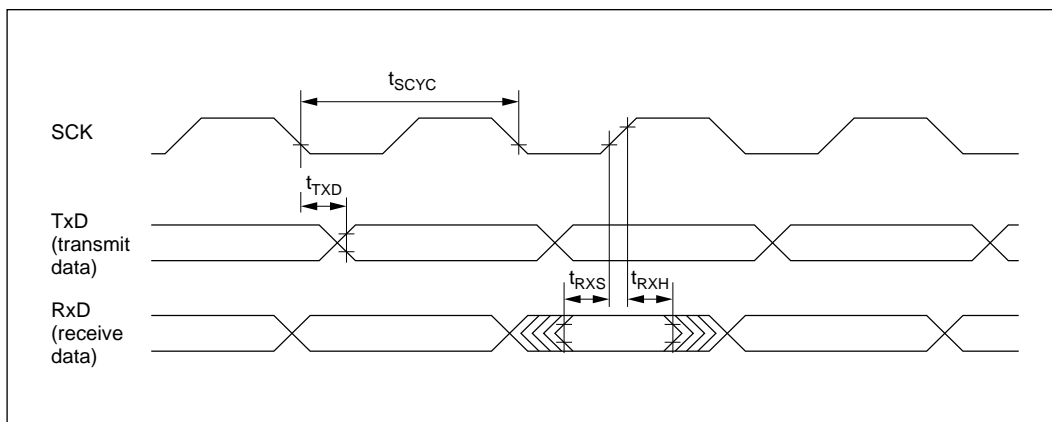 tSCYC
SCK
tTXD
TxD
(transmit
data)
tRXS
tRXH
RxD
(receive
data)